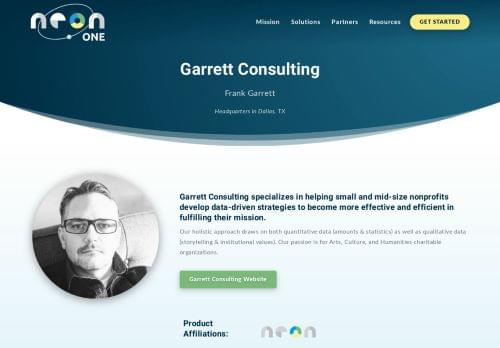 neon
ONE
Mission Solutions Partners Resources GET STARTED
Garrett Consulting
Frank Garrett
Headquarters in Dallas, TX
Garrett Consulting specializes in helping small and mid-size nonprofits
develop data-driven strategies to become more effective and efficient in
fulfilling their mission.
Our holistic approach draws on both quantitative data (amounts & statistics) as well as qualitative data
(storytelling & institutional values). Our passion is for Arts, Culture, and Humanities charitable
organizations.
Garrett Consulting Website
Product
Affiliations:
neon